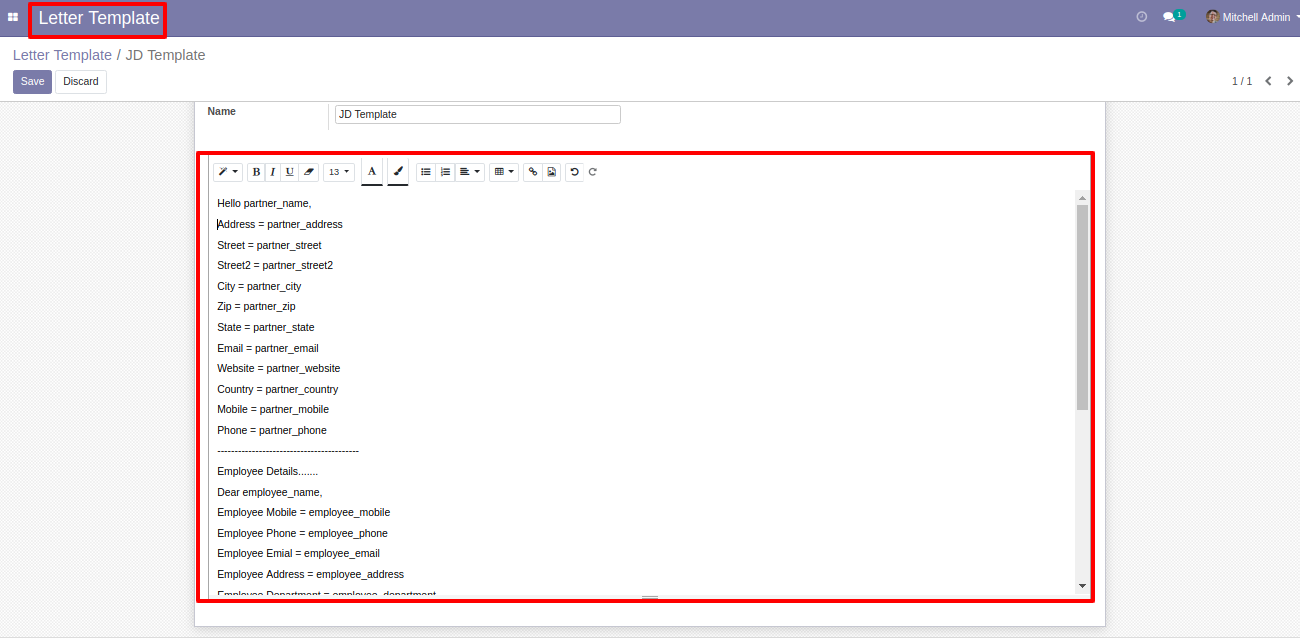 Letter Template
1
Mitchell Admin
Letter Template / JD Template
Save Discard
1 / 1
Name
JD Template
B I U 13 A
Hello partner_name,
Address = partner_address
Street = partner_street
Street2 = partner_street2
City = partner_city
Zip = partner_zip
State = partner_state
Email = partner_email
Website = partner_website
Country = partner_country
Mobile = partner_mobile
Phone = partner_phone
-----------------------------------------
Employee Details.......
Dear employee_name,
Employee Mobile = employee_mobile
Employee Phone = employee_phone
Employee Emial = employee_email
Employee Address = employee_address
Employee Department = employee_department